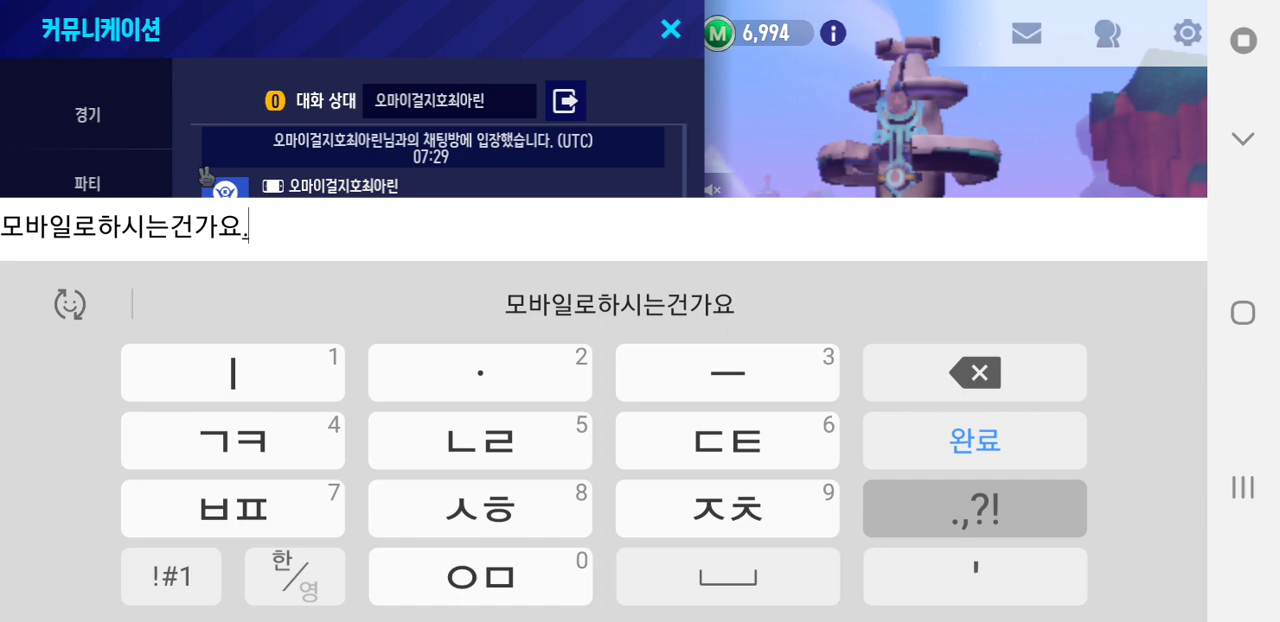 커뮤니케이션
M 6,994 i
경기
0 대화 상대 오마이걸지호최아린
오마이걸지호최아린님과의 채팅방에 입장했습니다. (UTC)
07:29
파티
오마이걸지호최아린
모바일로하시는건가요.
모바일로하시는건가요
ㅣ 1
· 2
ㅡ 3
ㄱㅋ 4
ㄴㄹ 5
ㄷㅌ 6
완료
ㅂㅍ 7
ㅅㅎ 8
ㅈㅊ 9
.,?!
!#1
한/영
ㅇㅁ 0
'